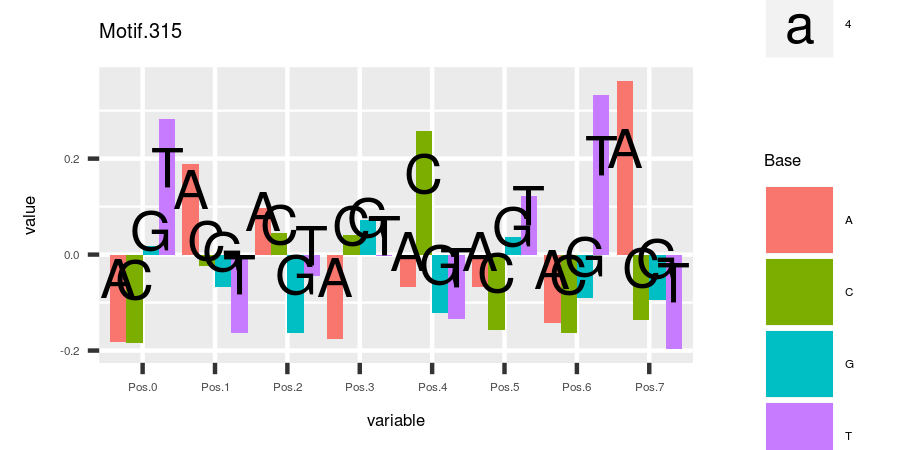 Motif.315
a 4
value
0.2
0.0
-0.2
A C G T A C G T A C G T A C G T A C G T A C G T A C G T A C G T
Pos.0 Pos.1 Pos.2 Pos.3 Pos.4 Pos.5 Pos.6 Pos.7
variable
Base
A
C
G
T